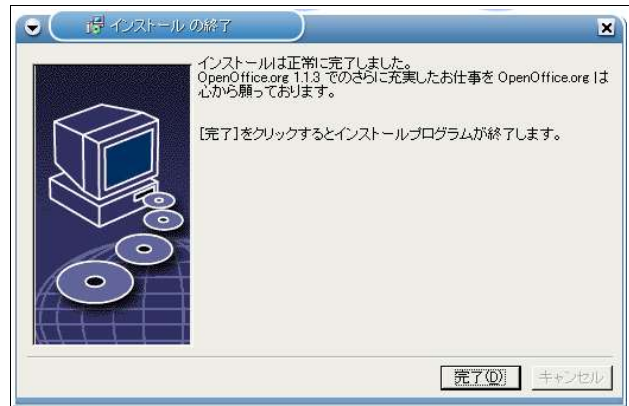 インストール の終了
インストールは正常に完了しました。
OpenOffice.org 1.1.3 でのさらに充実したお仕事を OpenOffice.org は
心から願っております。
[完了]をクリックするとインストールプログラムが終了します。
完了(D)
キャンセル